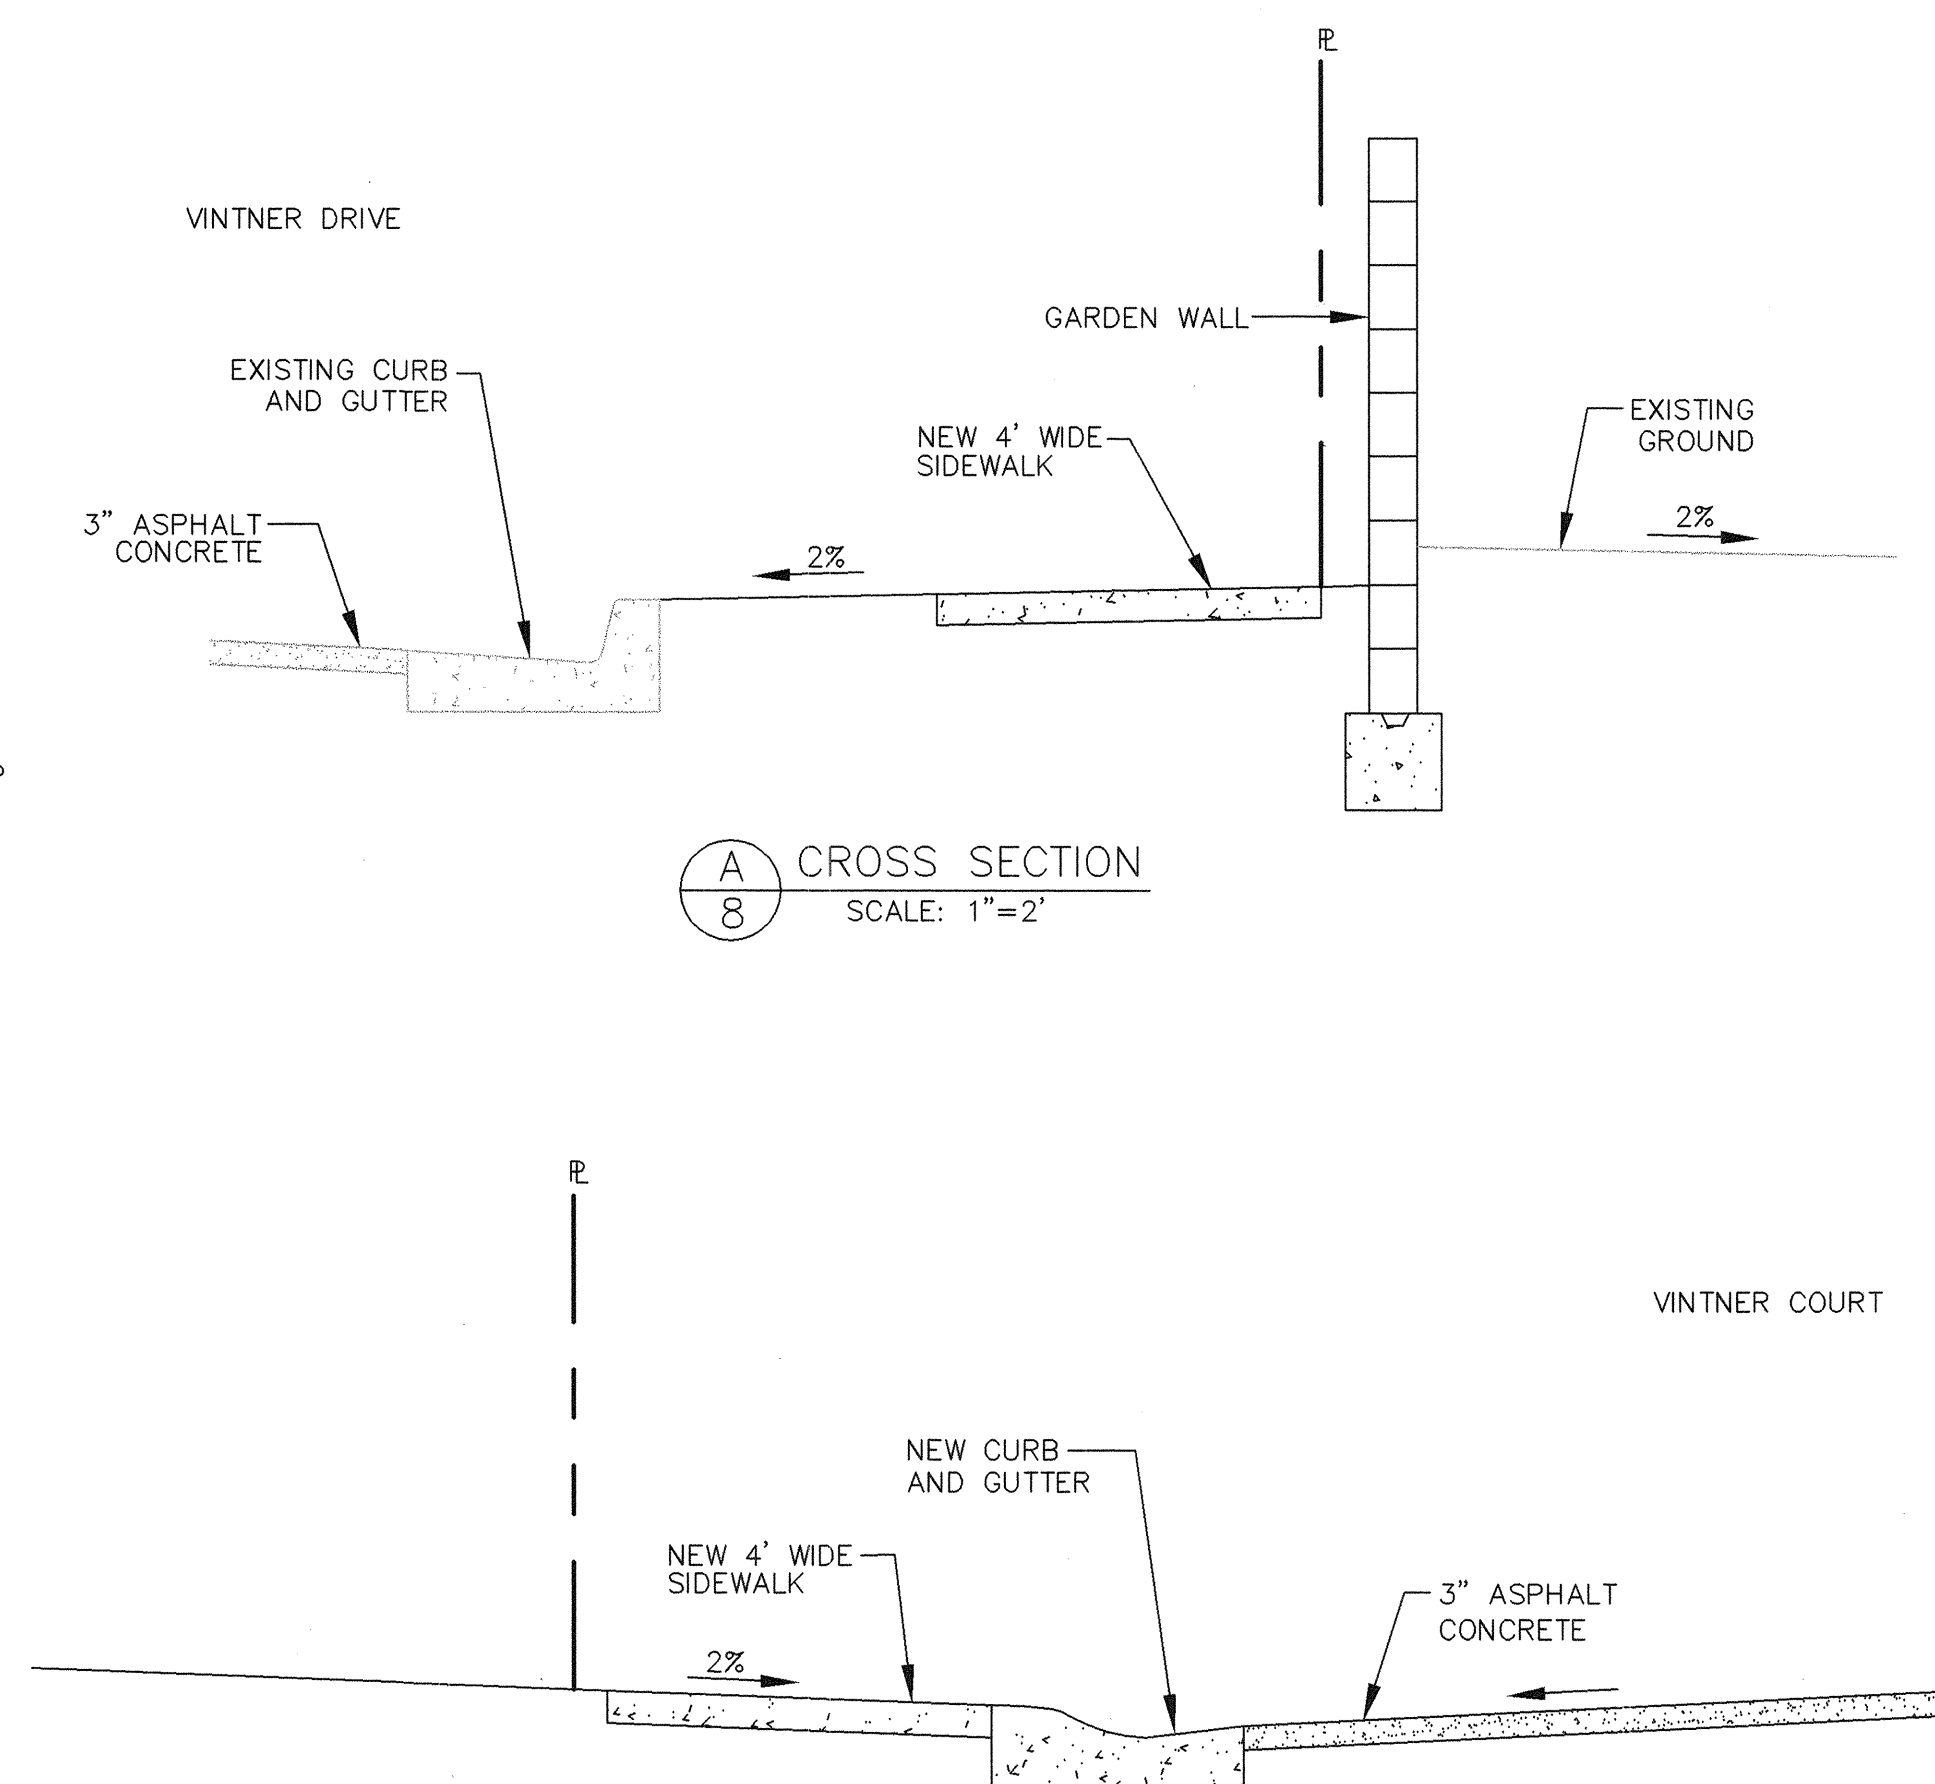 ℄
VINTNER DRIVE
GARDEN WALL
EXISTING CURB
AND GUTTER
NEW 4' WIDE
SIDEWALK
EXISTING
GROUND
3" ASPHALT
CONCRETE
2%
2%
A
8
CROSS SECTION
SCALE: 1"=2'
PL
VINTNER COURT
NEW CURB
AND GUTTER
NEW 4' WIDE
SIDEWALK
3" ASPHALT
CONCRETE
2%